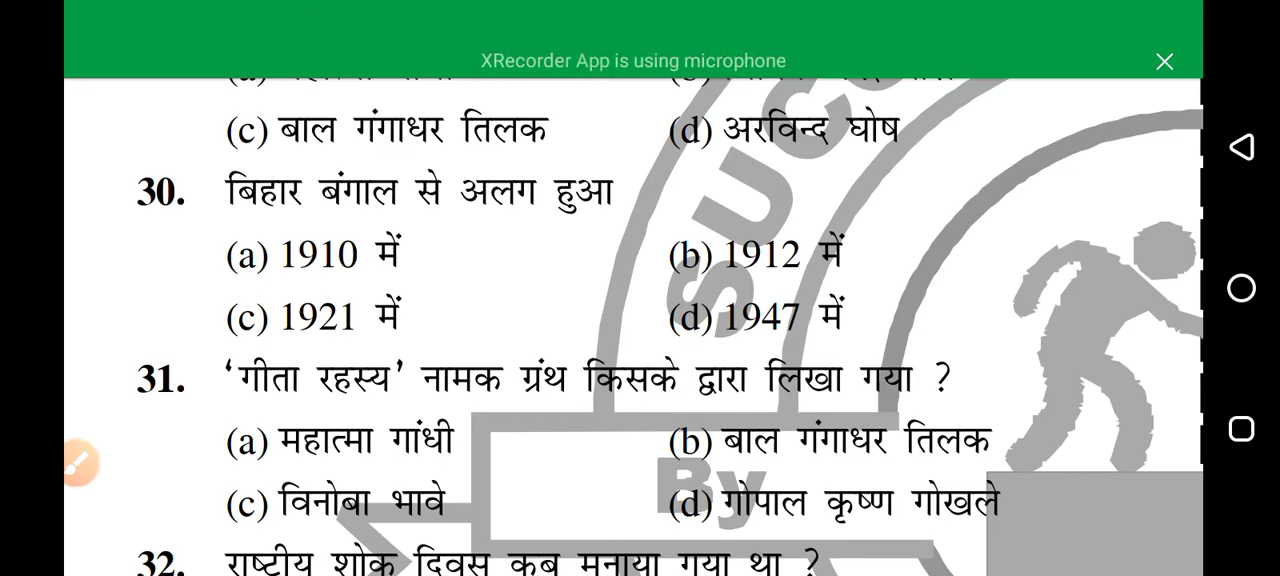 XRecorder App is using microphone
(c) बाल गंगाधर तिलक (d) अरविन्द घोष
30. बिहार बंगाल से अलग हुआ
(a) 1910 में (b) 1912 में
(c) 1921 में (d) 1947 में
31. ‘गीता रहस्य’ नामक ग्रंथ किसके द्वारा लिखा गया ?
(a) महात्मा गांधी (b) बाल गंगाधर तिलक
(c) विनोबा भावे (d) गोपाल कृष्ण गोखले
32. राष्ट्रीय शोक दिवस कब मनाया गया था ?
By